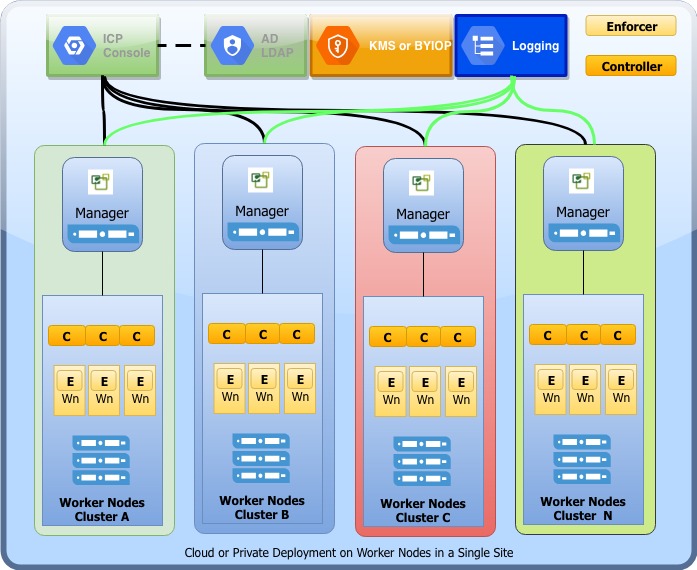 ICP
Console
AD
LDAP
KMS or BYIOP
Logging
Enforcer
Controller
Manager
Manager
Manager
Manager
C C C
C C C
C C C
C C C
E E E
Wn Wn Wn
E E E
Wn Wn Wn
E E E
Wn Wn Wn
E E E
Wn Wn Wn
Worker Nodes
Cluster A
Worker Nodes
Cluster B
Worker Nodes
Cluster C
Worker Nodes
Cluster N
Cloud or Private Deployment on Worker Nodes in a Single Site